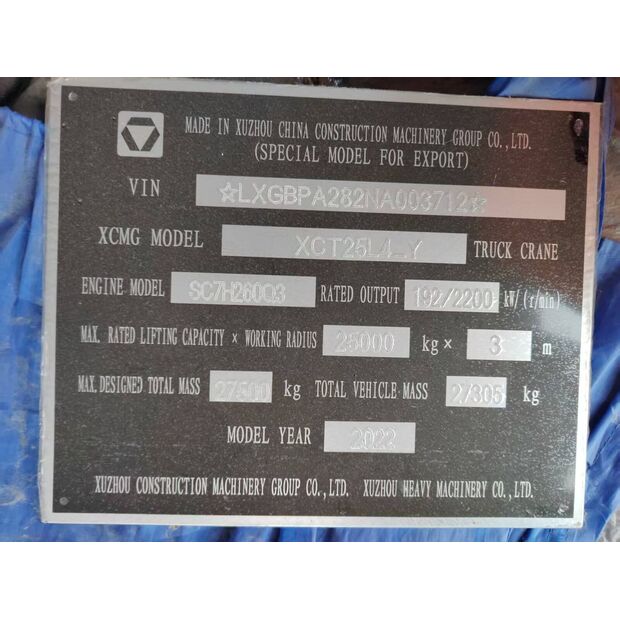 MADE IN XUZHOU CHINA CONSTRUCTION MACHINERY GROUP CO.,LTD.
(SPECIAL MODEL FOR EXPORT)
VIN ☆LXGBPA282NA003712☆
XCMG MODEL XCT25L4_Y TRUCK CRANE
ENGINE MODEL SC7H260Q3 RATED OUTPUT 192/2200 kW/(r/min)
MAX. RATED LIFTING CAPACITY × WORKING RADIUS 25000 kg × 3 m
MAX. DESIGNED TOTAL MASS 27500 kg TOTAL VEHICLE MASS 27305 kg
MODEL YEAR 2022
XUZHOU CONSTRUCTION MACHINERY GROUP CO.,LTD. XUZHOU HEAVY MACHINERY CO.,LTD.